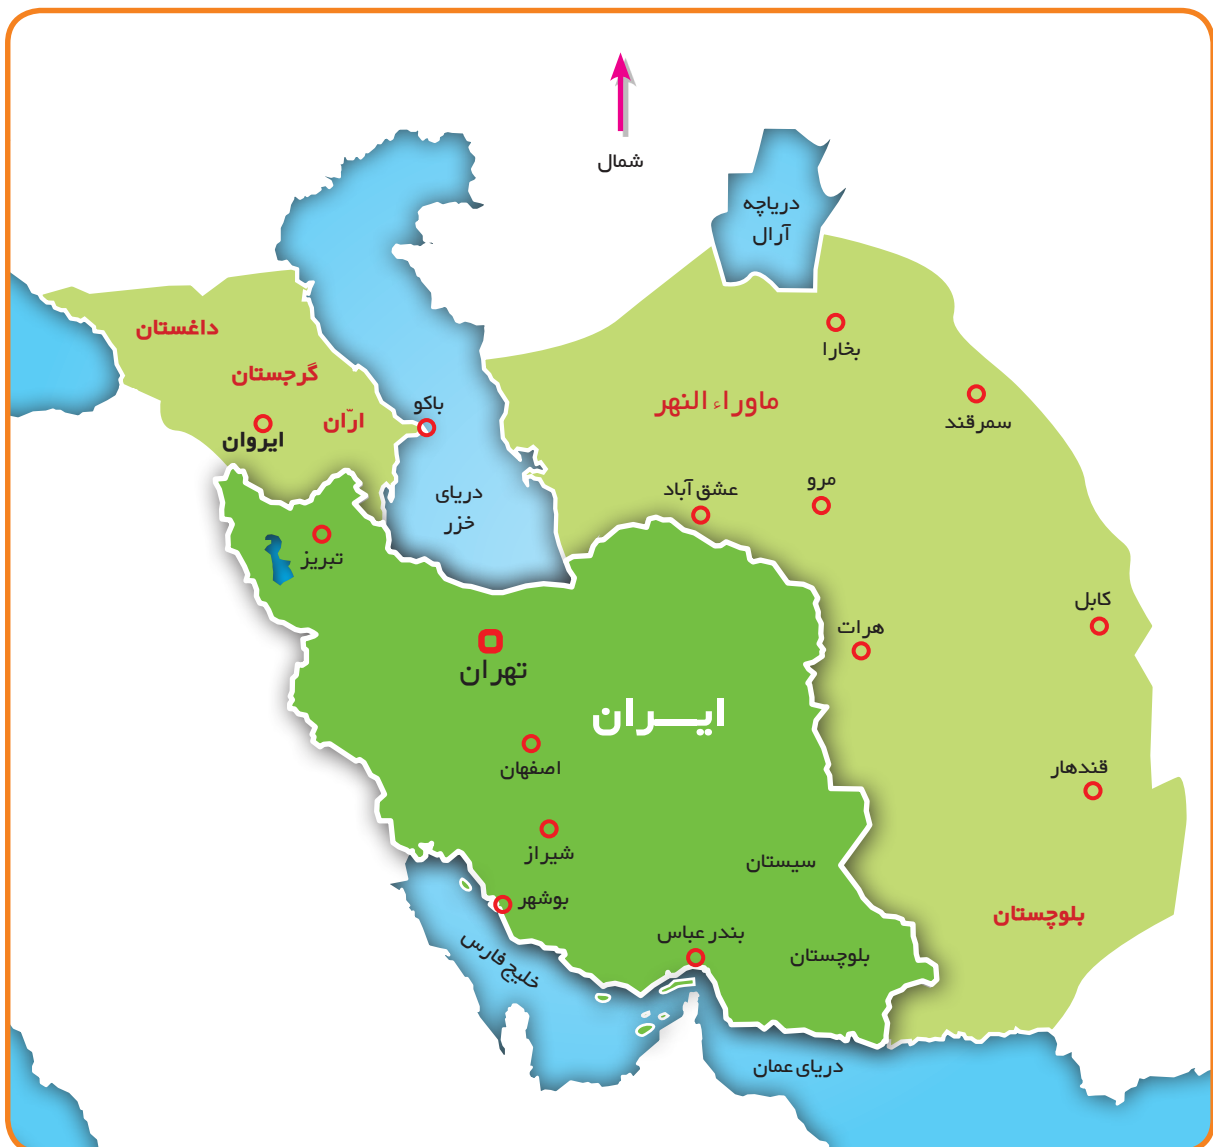 شمال
دریاچه
آرال
داغستان
بخارا
گرجستان
ماوراء النهر
باکو
ارّان
سمرقند
ایروان
دریای
خزر
عشق آباد
مرو
تبریز
کابل
هرات
تهران
ایــران
اصفهان
قندهار
شیراز
سیستان
بوشهر
بلوچستان
بندر عباس
خلیج فارس
بلوچستان
دریای عمان